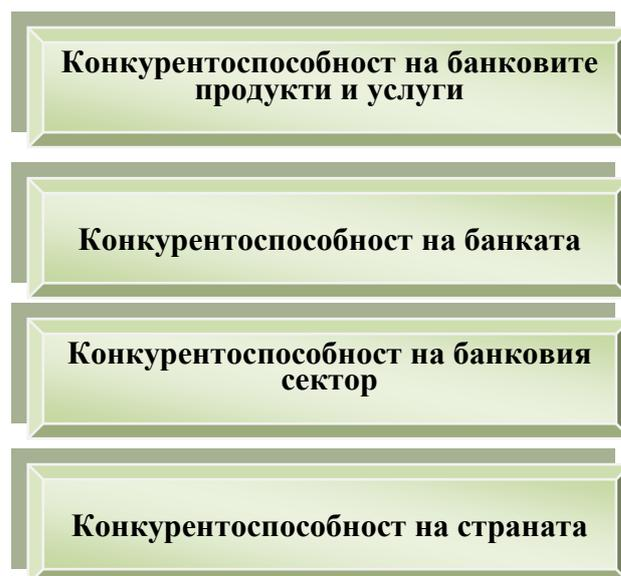 Конкурентоспособност на банковите
продукти и услуги
Конкурентоспособност на банката
Конкурентоспособност на банковия
сектор
Конкурентоспособност на страната